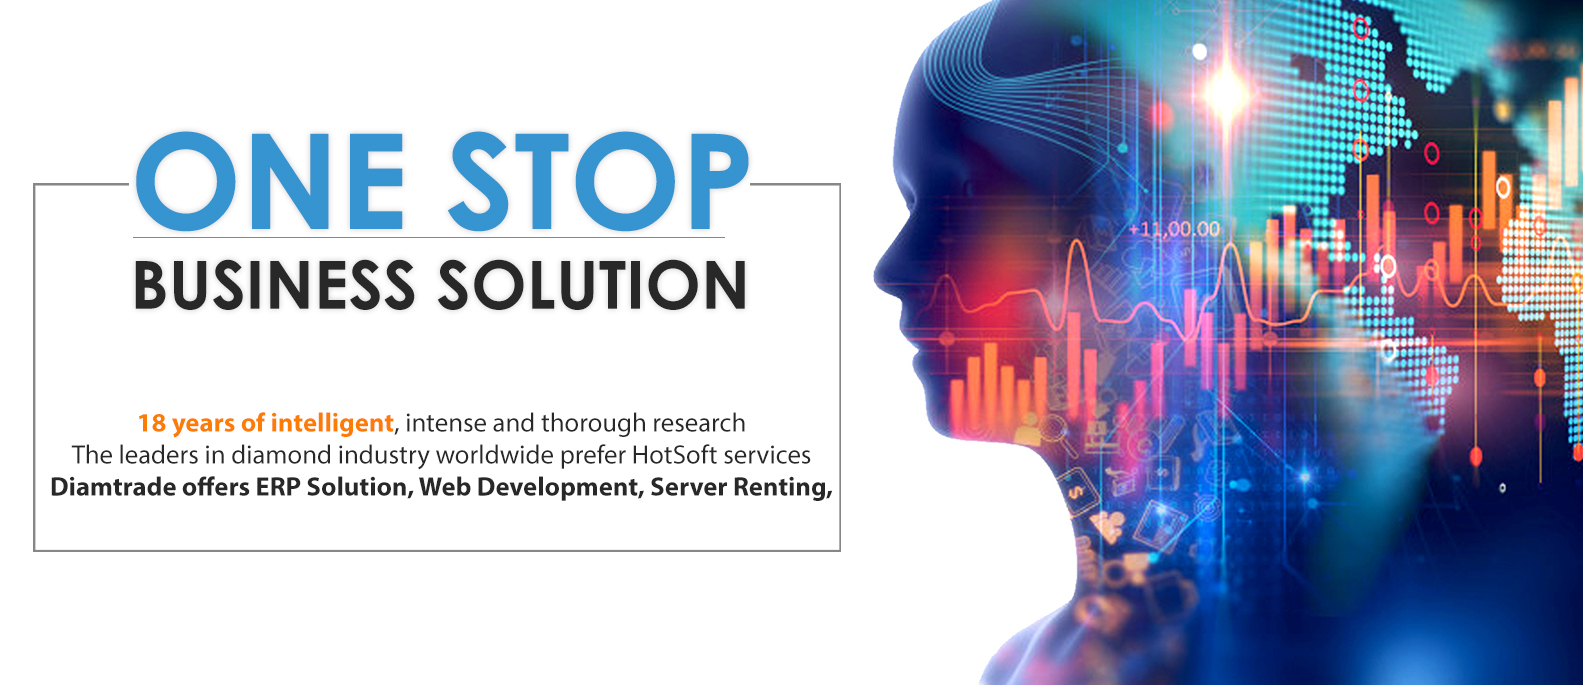 ONE STOP
BUSINESS SOLUTION
18 years of intelligent, intense and thorough research
The leaders in diamond industry worldwide prefer HotSoft services
Diamtrade offers ERP Solution, Web Development, Server Renting,
+11,00.00